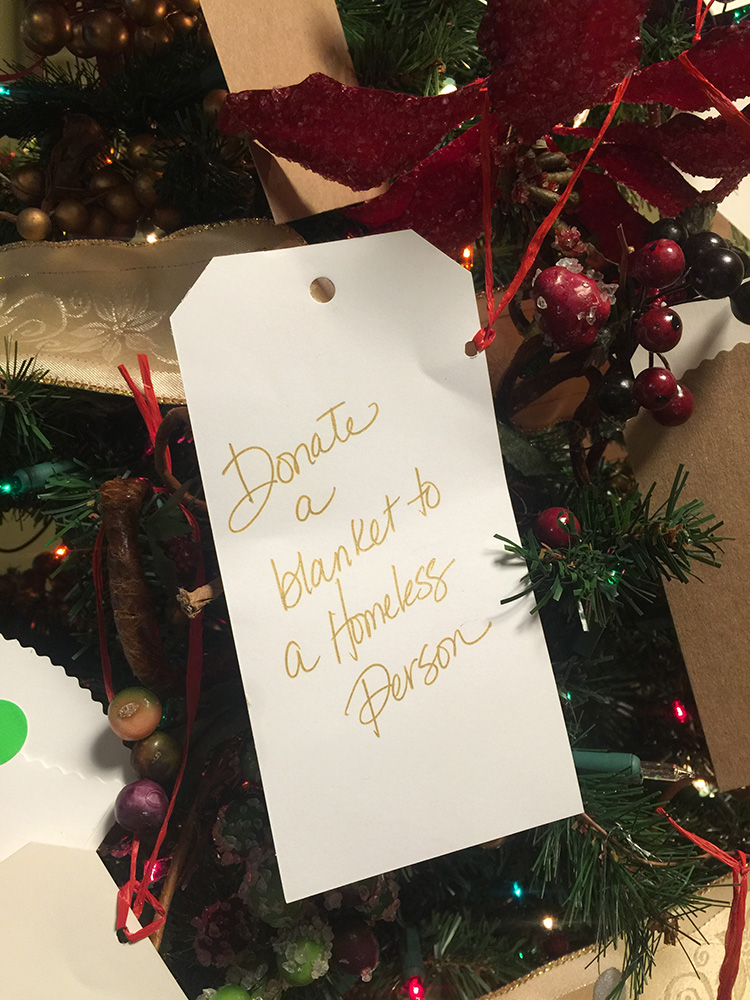 Donate
a
blanket to
a Homeless
Person